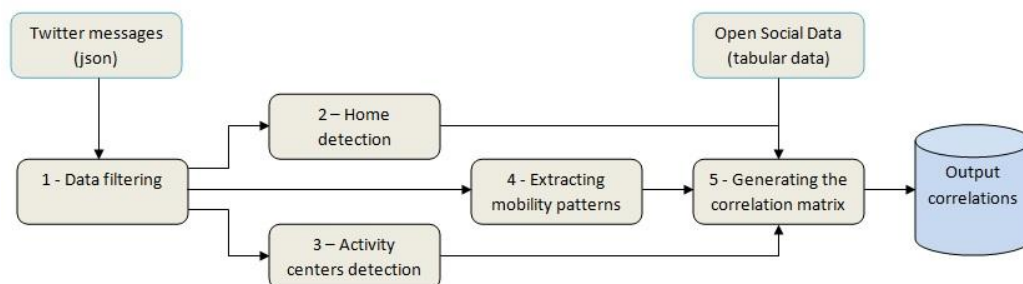 Twitter messages
(json)
Open Social Data
(tabular data)
2 – Home
detection
1 - Data filtering
4 - Extracting
mobility patterns
5 - Generating the
correlation matrix
Output
correlations
3 – Activity
centers detection